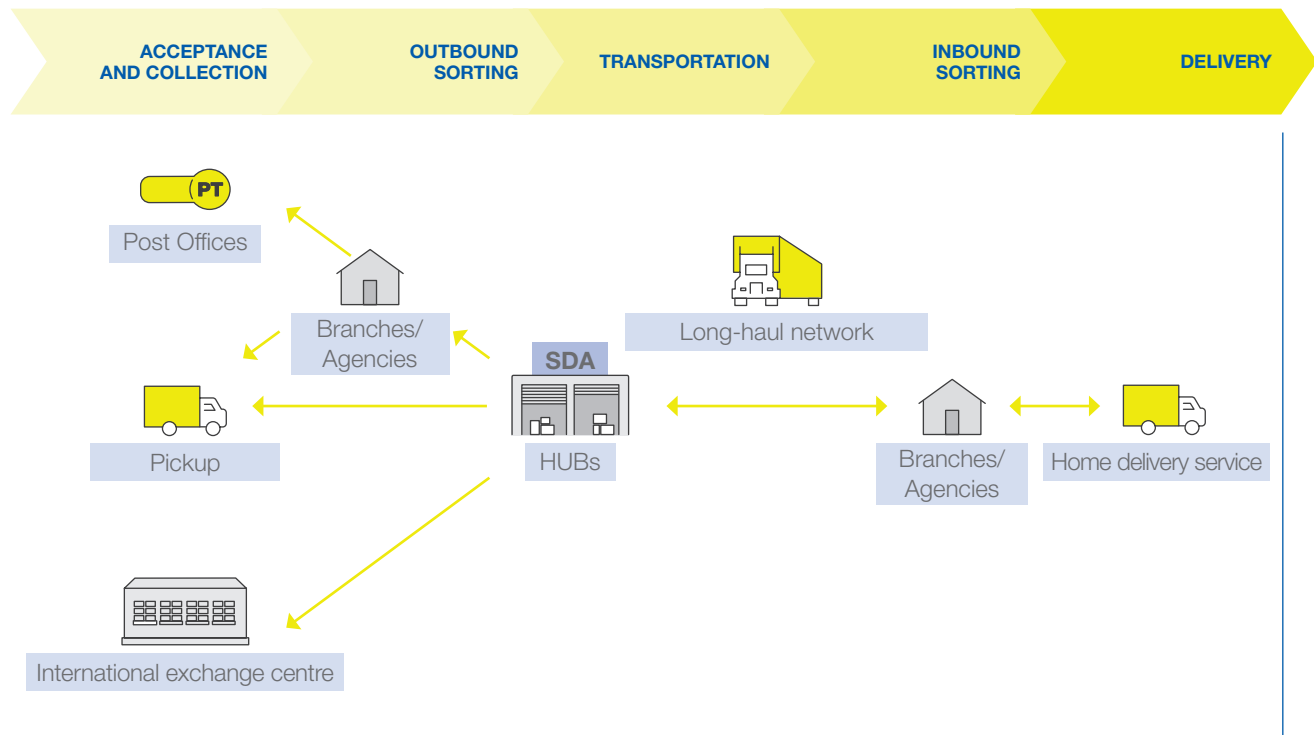 ACCEPTANCE
AND COLLECTION
OUTBOUND
SORTING
TRANSPORTATION
INBOUND
SORTING
DELIVERY
PT
Post Offices
Branches/
Agencies
Long-haul network
SDA
Pickup
HUBs
Branches/
Agencies
Home delivery service
International exchange centre